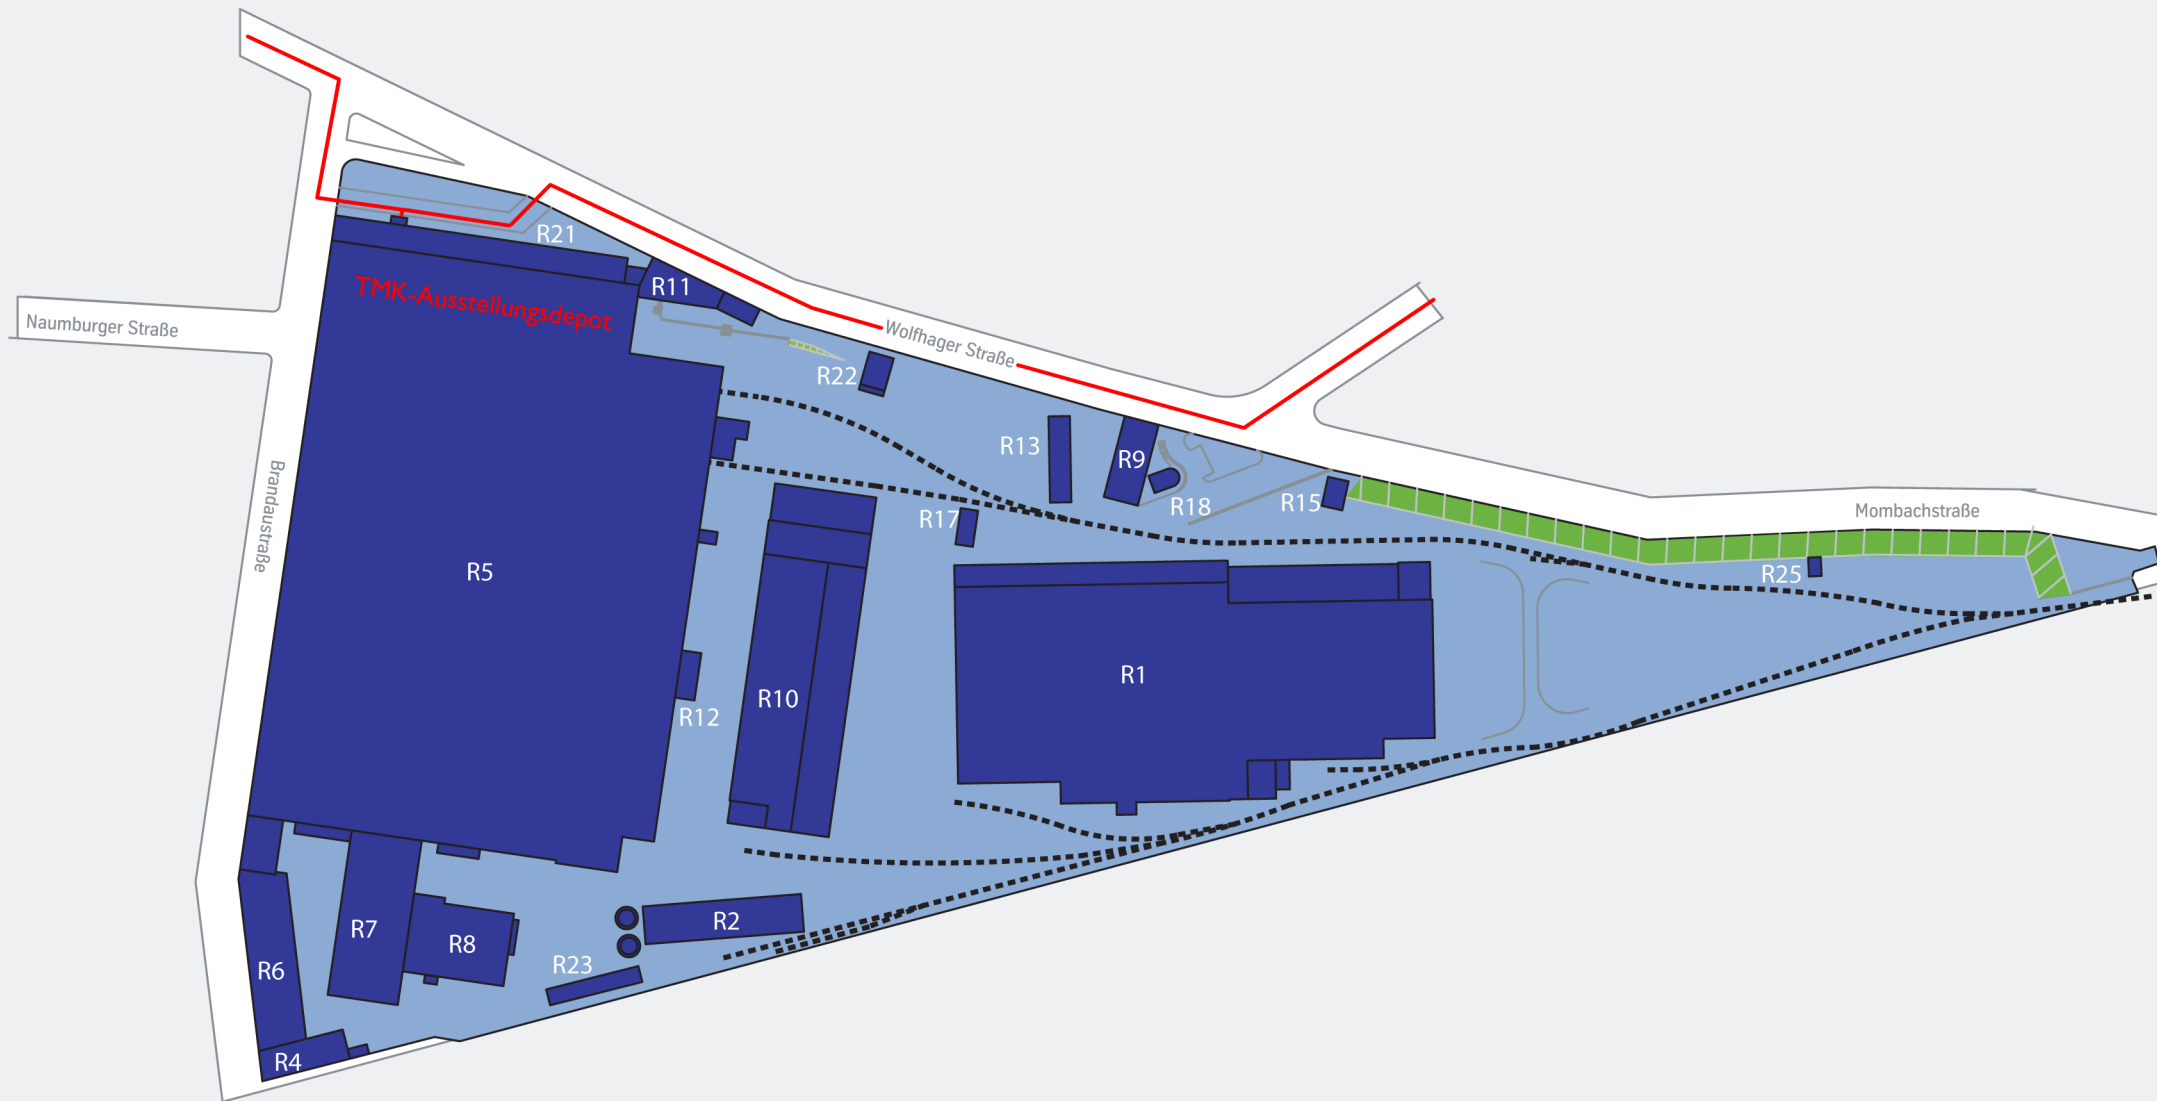 R21
TMK-Ausstellungsdepot
R11
Naumburger Straße
Wolfhager Straße
R22
R13
R9
R18
R15
R17
Mombachstraße
R25
Brandaustraße
R5
R12
R10
R1
R7
R8
R2
R23
R6
R4